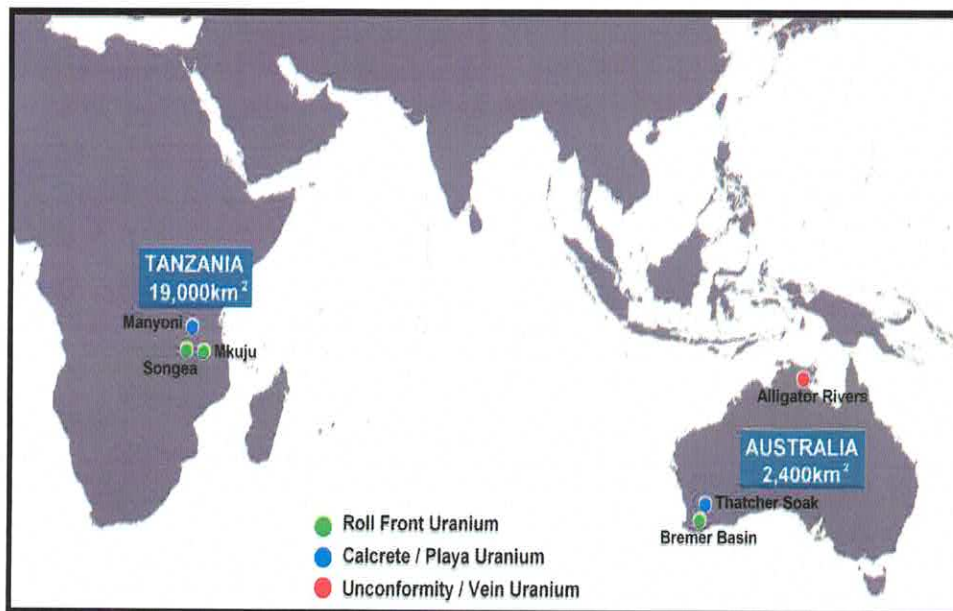 TANZANIA
19,000km²
Manyoni
Mkuju
Songea
Alligator Rivers
AUSTRALIA
2,400km²
Thatcher Soak
Bremer Basin
Roll Front Uranium
Calcrete / Playa Uranium
Unconformity / Vein Uranium